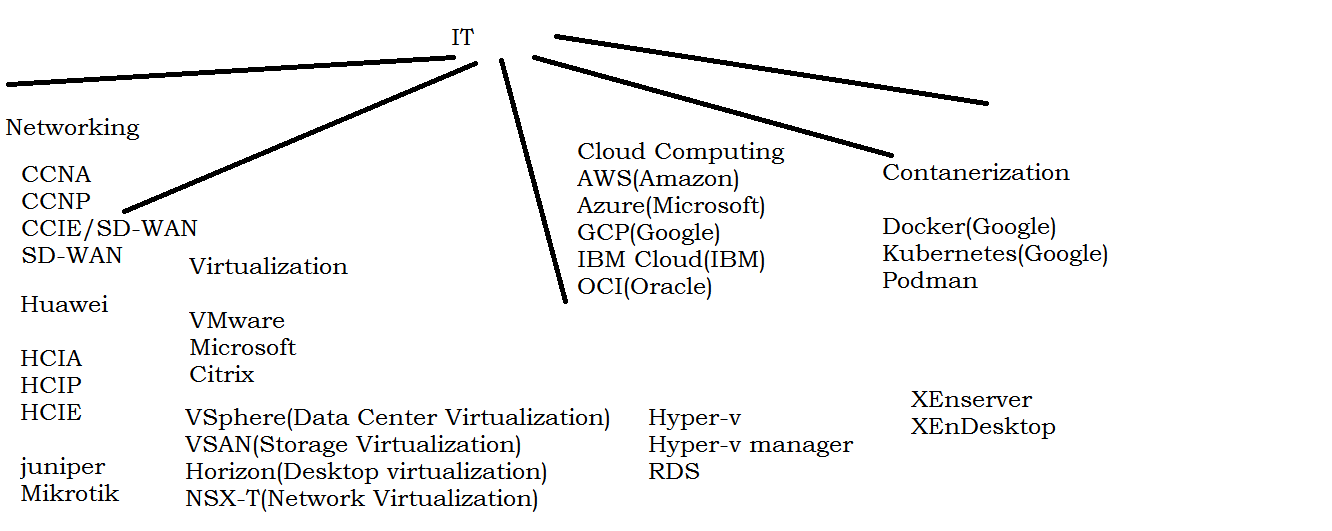 IT
Networking
CCNA
CCNP
CCIE/SD-WAN
SD-WAN
Huawei
HCIA
HCIP
HCIE
juniper
Mikrotik
Virtualization
VMware
Microsoft
Citrix
VSphere(Data Center Virtualization)
VSAN(Storage Virtualization)
Horizon(Desktop virtualization)
NSX-T(Network Virtualization)
Hyper-v
Hyper-v manager
RDS
XEnserver
XEnDesktop
Cloud Computing
AWS(Amazon)
Azure(Microsoft)
GCP(Google)
IBM Cloud(IBM)
OCI(Oracle)
Contanerization
Docker(Google)
Kubernetes(Google)
Podman